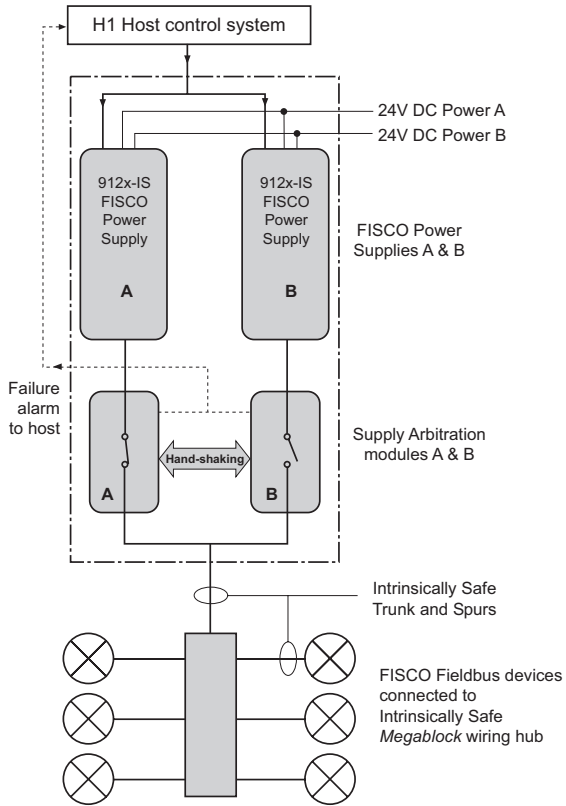 H1 Host control system
24V DC Power A
24V DC Power B
912x-IS
FISCO
Power
Supply
A
912x-IS
FISCO
Power
Supply
B
FISCO Power
Supplies A & B
Failure
alarm
to host
Hand-shaking
A
B
Supply Arbitration
modules A & B
Intrinsically Safe
Trunk and Spurs
FISCO Fieldbus devices
connected to
Intrinsically Safe
Megablock wiring hub